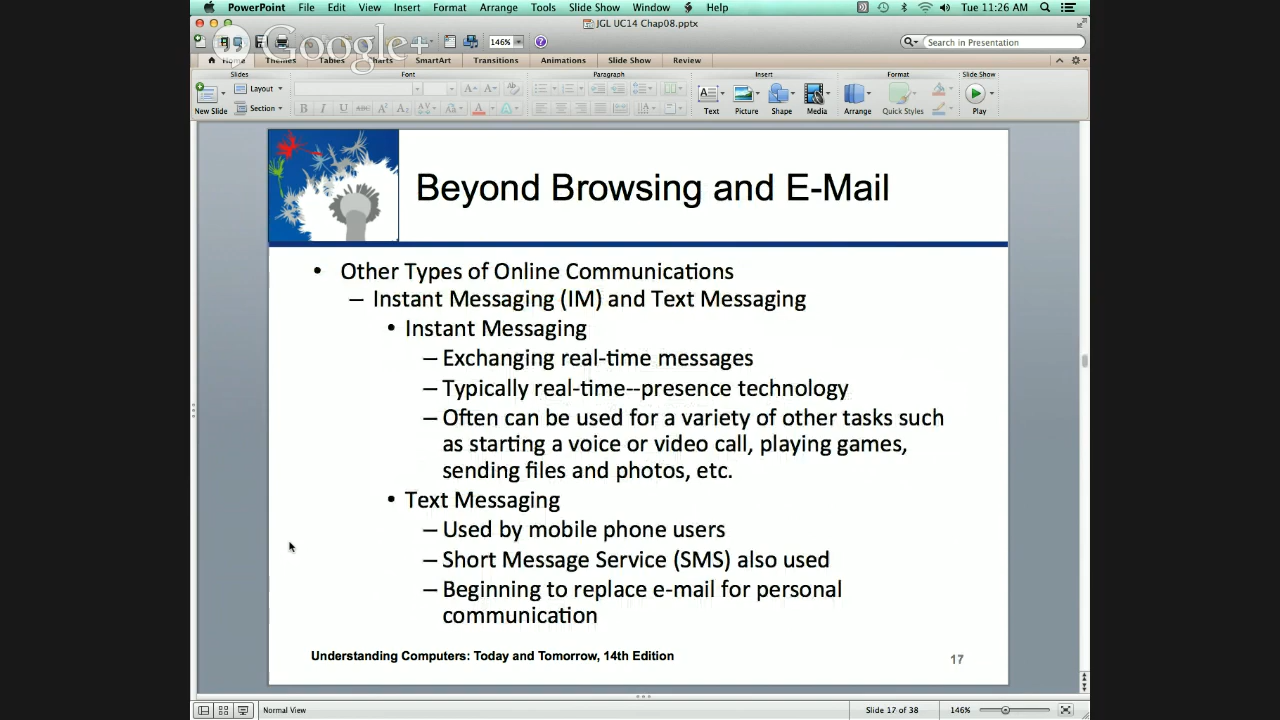 PowerPoint File Edit View Insert Format Arrange Tools Slide Show Window Help Tue 11:26 AM
JGL UC14 Chap08.pptx
Google+
146% Search in Presentation
Home Themes Tables Charts SmartArt Transitions Animations Slide Show Review
Slides Font Paragraph Insert Format Slide Show
Layout
Section
New Slide Text Picture Shape Media Arrange Quick Styles Play
Beyond Browsing and E-Mail
• Other Types of Online Communications
– Instant Messaging (IM) and Text Messaging
• Instant Messaging
– Exchanging real-time messages
– Typically real-time--presence technology
– Often can be used for a variety of other tasks such
as starting a voice or video call, playing games,
sending files and photos, etc.
• Text Messaging
– Used by mobile phone users
– Short Message Service (SMS) also used
– Beginning to replace e-mail for personal
communication
Understanding Computers: Today and Tomorrow, 14th Edition 17
Normal View Slide 17 of 38 146%